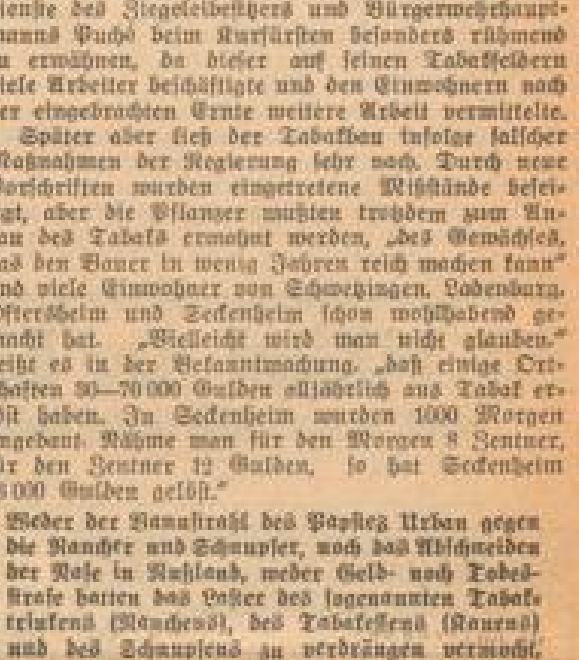 ienste des Ziegeleibesitzers und Bürgerwehrhaupt-
manns Puchö beim Kurfürsten besonders rühmend
u erwähnen, da dieser auf seinen Tabakfeldern
iele Arbeiter beschäftigte und den Einwohnern nach
er eingebrachten Ernte weitere Arbeit vermittelte.
Später aber ließ der Tabakbau infolge falscher
Maßnahmen der Regierung sehr nach. Durch neue
orschriften wurden eingetretene Mißstände besei-
gt, aber die Pflanzer mußten trotzdem zum An-
au des Tabaks ermahnt werden, „des Gewächses,
as den Bauer in wenig Jahren reich machen kann“
nd viele Einwohner von Schwetzingen, Ladenburg,
ftersheim und Seckenheim schon wohlhabend ge-
macht hat. „Vielleicht wird man nicht glauben,“
eißt es in der Bekanntmachung, „daß einige Ort-
haften 30—70 000 Gulden alljährlich aus Tabak er-
öst haben. In Seckenheim wurden 1000 Morgen
ngebaut. Nähme man für den Morgen 8 Zentner,
ür den Zentner 12 Gulden, so hat Seckenheim
6 000 Gulden gelöst.“
Weder der Bannstrahl des Papstes Urban gegen
die Raucher und Schnupfer, noch das Abschneiden
der Nase in Rußland, weder Geld- noch Todes-
strafe hatten das Laster des sogenannten Tabak-
trinkens (Rauchens), des Tabakessens (Kauens)
und des Schnupfens zu verdrängen vermocht.